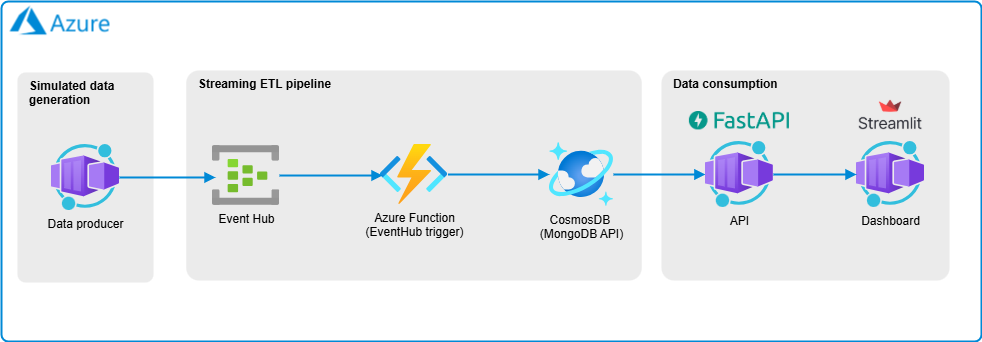 Azure
Simulated data
generation
Data producer
Streaming ETL pipeline
Event Hub
Azure Function
(EventHub trigger)
CosmosDB
(MongoDB API)
Data consumption
FastAPI
API
Streamlit
Dashboard